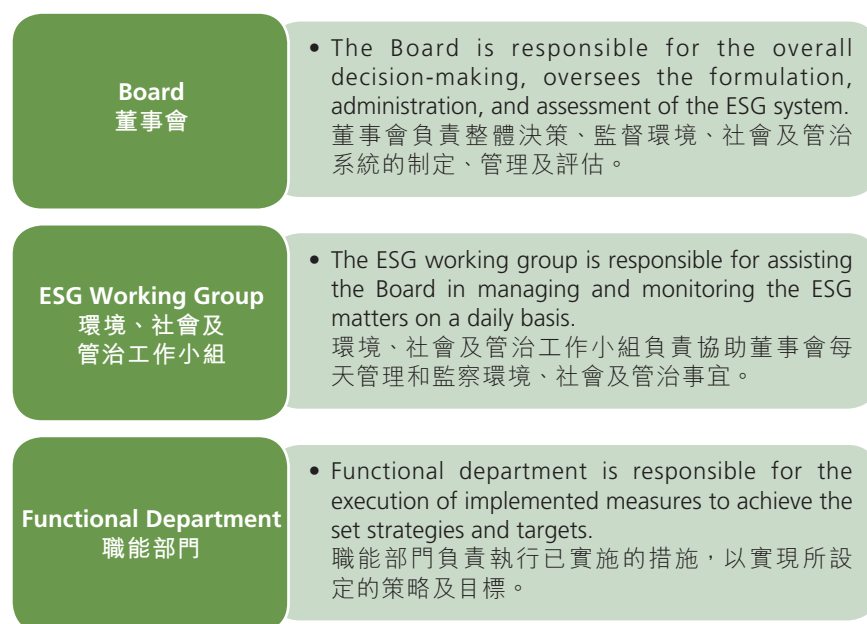 Board
董事會
• The Board is responsible for the overall
decision-making, oversees the formulation,
administration, and assessment of the ESG system.
董事會負責整體決策、監督環境、社會及管治
系統的制定、管理及評估。
ESG Working Group
環境、社會及
管治工作小組
• The ESG working group is responsible for assisting
the Board in managing and monitoring the ESG
matters on a daily basis.
環境、社會及管治工作小組負責協助董事會每
天管理和監察環境、社會及管治事宜。
Functional Department
職能部門
• Functional department is responsible for the
execution of implemented measures to achieve the
set strategies and targets.
職能部門負責執行已實施的措施，以實現所設
定的策略及目標。